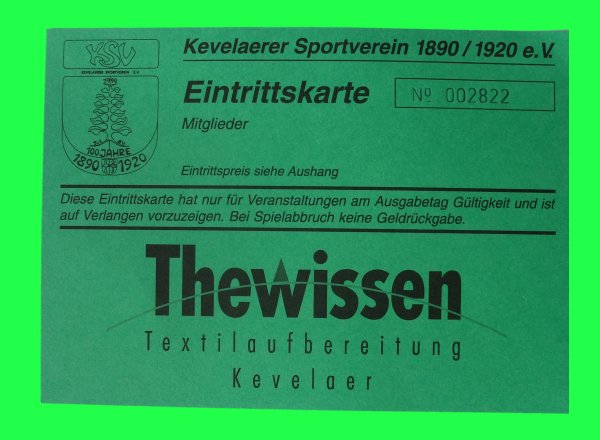 KSV
KEVELAERER SPORTVEREIN E.V.
100 JAHRE
1890 1920
Kevelaerer Sportverein 1890 / 1920 e.V.
Eintrittskarte
Nº 002822
Mitglieder
Eintrittspreis siehe Aushang
Diese Eintrittskarte hat nur für Veranstaltungen am Ausgabetag Gültigkeit und ist
auf Verlangen vorzuzeigen. Bei Spielabbruch keine Geldrückgabe.
Thewissen
Textilaufbereitung
Kevelaer